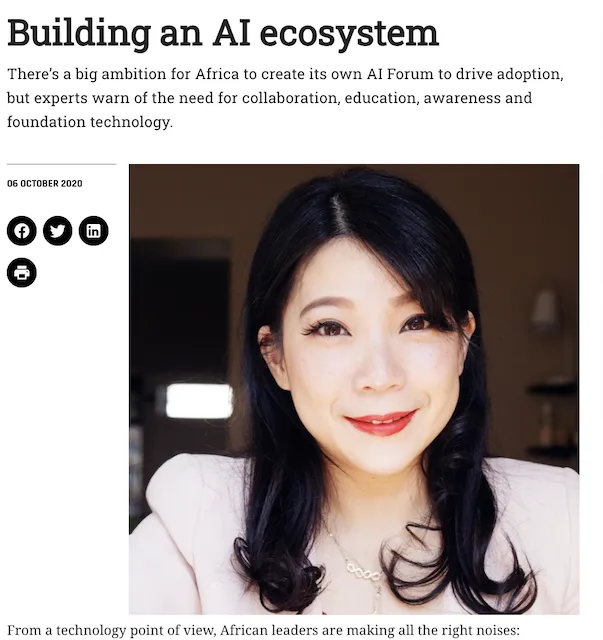 Building an AI ecosystem
There's a big ambition for Africa to create its own AI Forum to drive adoption,
but experts warn of the need for collaboration, education, awareness and
foundation technology.
06 OCTOBER 2020
From a technology point of view, African leaders are making all the right noises: